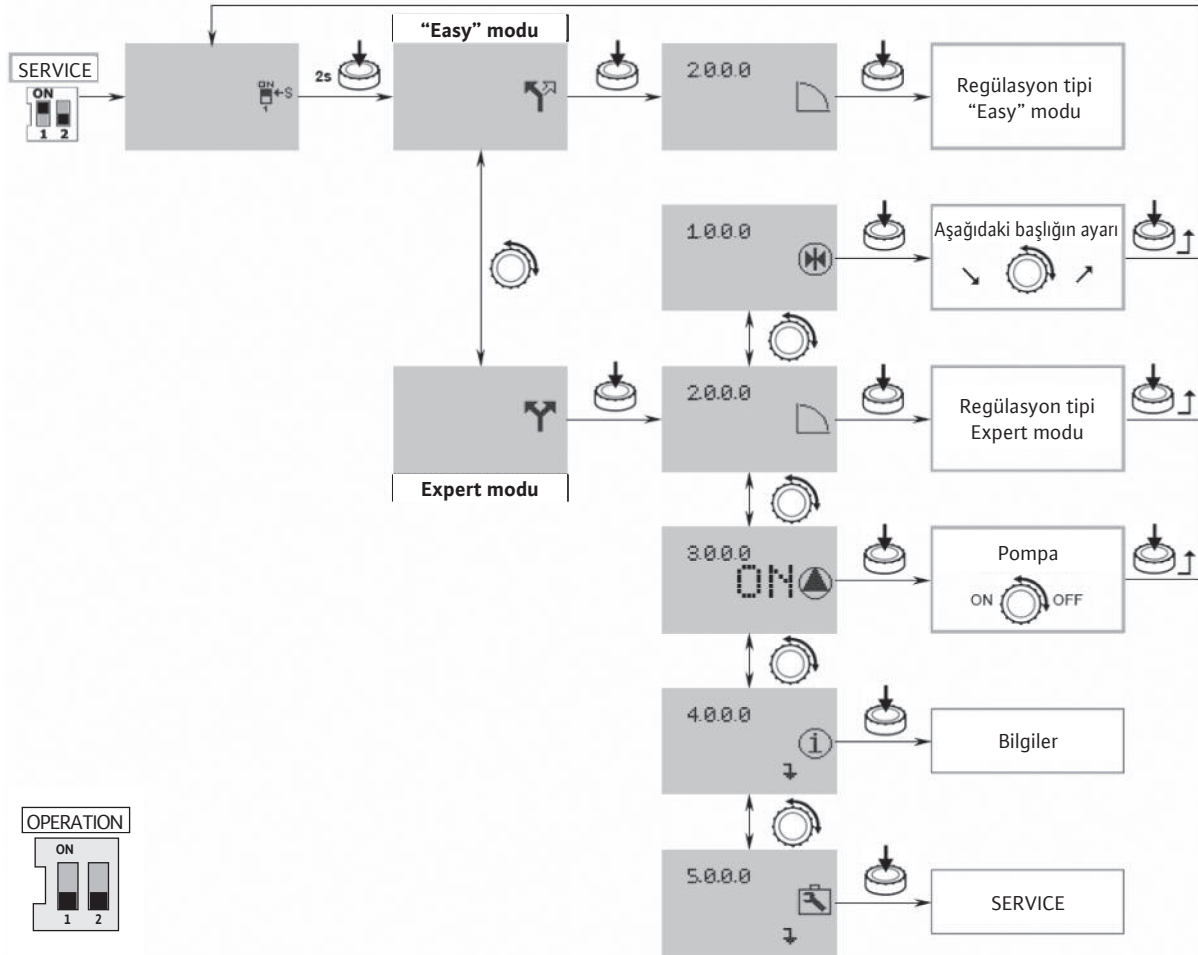 “Easy” modu
SERVICE
ON
1 2
ON
←S
1
2s
2.0.0.0
Regülasyon tipi
“Easy” modu
1.0.0.0
Aşağıdaki başlığın ayarı
Expert modu
2.0.0.0
Regülasyon tipi
Expert modu
3.0.0.0
ON
Pompa
ON OFF
4.0.0.0
i
Bilgiler
OPERATION
ON
1 2
5.0.0.0
SERVICE